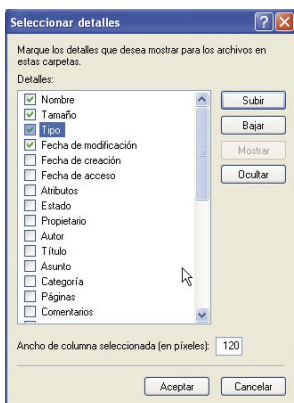 Seleccionar detalles
Marque los detalles que desea mostrar para los archivos en
estas carpetas.
Detalles:
Nombre
Tamaño
Tipo
Fecha de modificación
Fecha de creación
Fecha de acceso
Atributos
Estado
Propietario
Autor
Título
Asunto
Categoría
Páginas
Comentarios
Subir
Bajar
Mostrar
Ocultar
Ancho de columna seleccionada (en píxeles): 120
Aceptar Cancelar